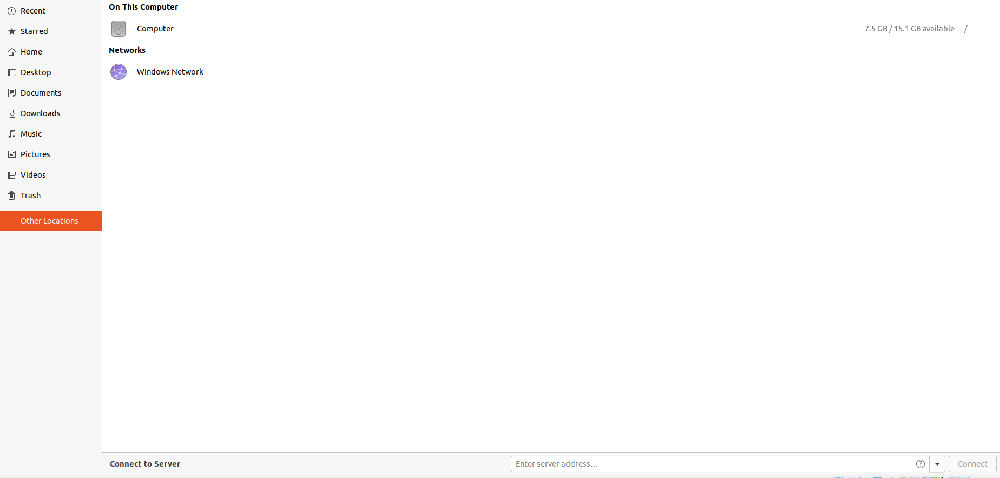 Recent
Starred
Home
Desktop
Documents
Downloads
Music
Pictures
Videos
Trash
Other Locations
On This Computer
Computer 7.5 GB / 15.1 GB available /
Networks
Windows Network
Connect to Server Enter server address… Connect